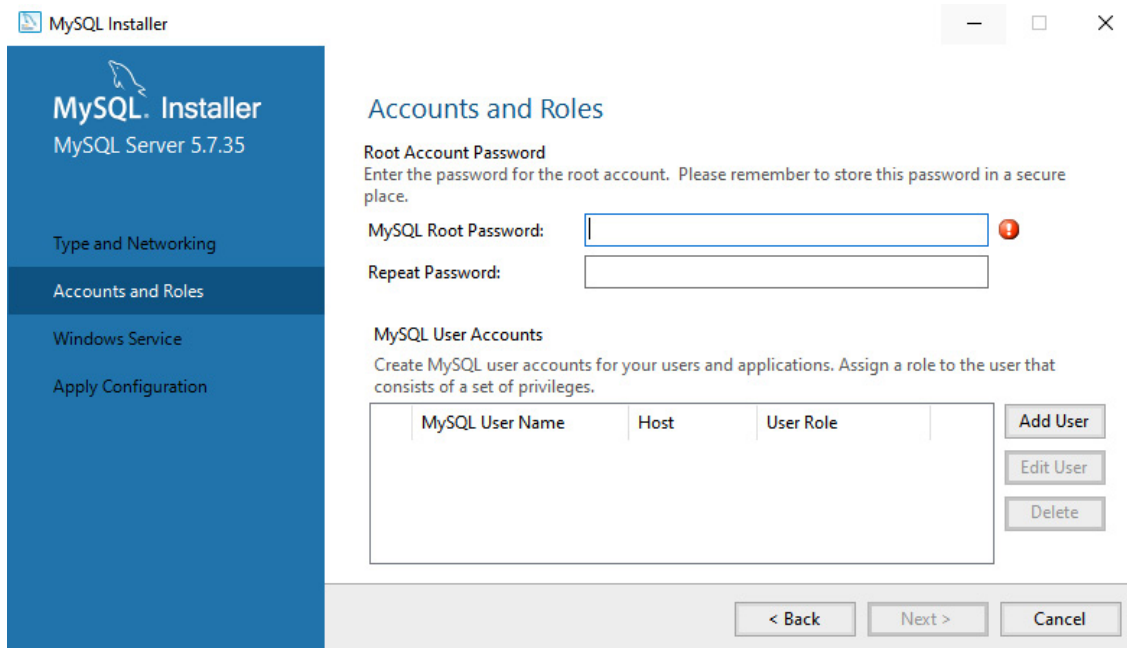 MySQL Installer
MySQL. Installer
MySQL Server 5.7.35
Type and Networking
Accounts and Roles
Windows Service
Apply Configuration
Accounts and Roles
Root Account Password
Enter the password for the root account.  Please remember to store this password in a secure
place.
MySQL Root Password:
Repeat Password:
MySQL User Accounts
Create MySQL user accounts for your users and applications. Assign a role to the user that
consists of a set of privileges.
MySQL User Name Host User Role
Add User
Edit User
Delete
< Back Next > Cancel